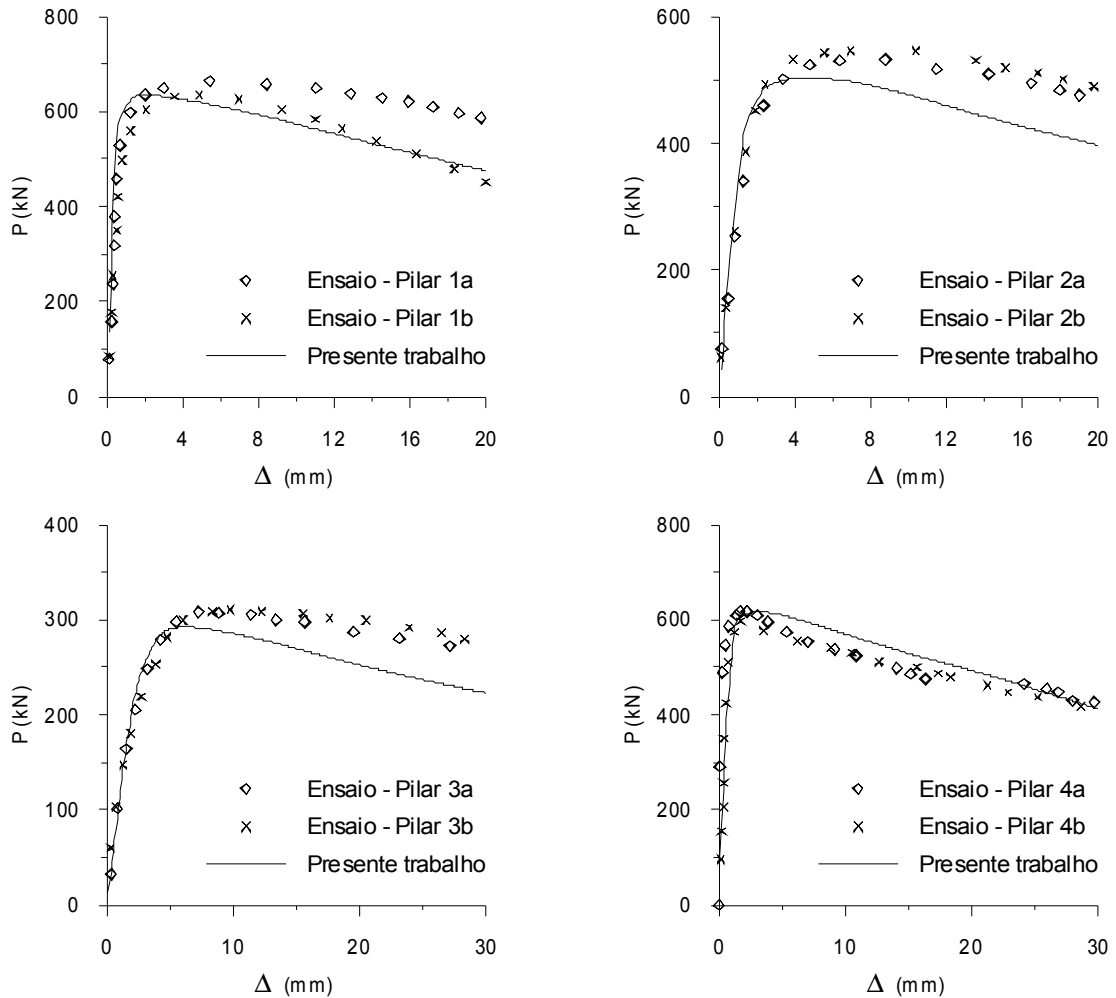 800
600
400
200
0
P (kN)
Ensaio - Pilar 1a
Ensaio - Pilar 1b
Presente trabalho
0 4 8 12 16 20
Δ (mm)
600
400
200
0
P (kN)
Ensaio - Pilar 2a
Ensaio - Pilar 2b
Presente trabalho
0 4 8 12 16 20
Δ (mm)
400
300
200
100
0
P (kN)
Ensaio - Pilar 3a
Ensaio - Pilar 3b
Presente trabalho
0 10 20 30
Δ (mm)
800
600
400
200
0
P (kN)
Ensaio - Pilar 4a
Ensaio - Pilar 4b
Presente trabalho
0 10 20 30
Δ (mm)